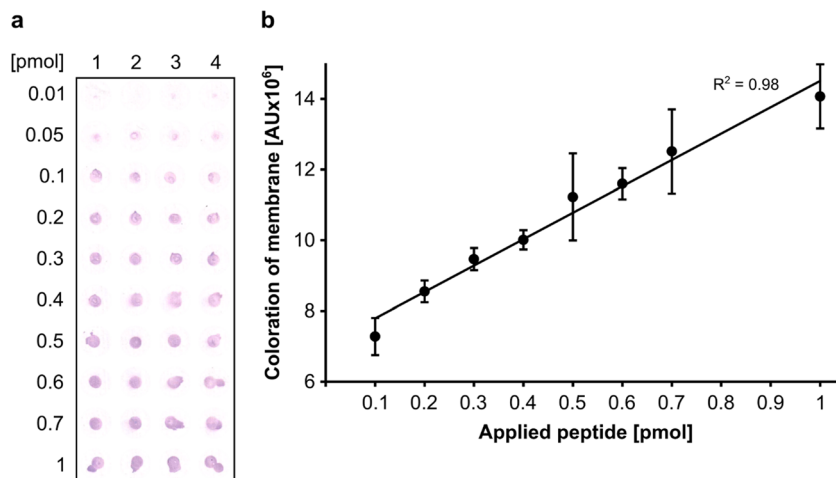 a
[pmol] 1 2 3 4
0.01
0.05
0.1
0.2
0.3
0.4
0.5
0.6
0.7
1
b
Coloration of membrane [AUx10⁶]
14
12
10
8
6
R² = 0.98
0.1 0.2 0.3 0.4 0.5 0.6 0.7 0.8 0.9 1
Applied peptide [pmol]